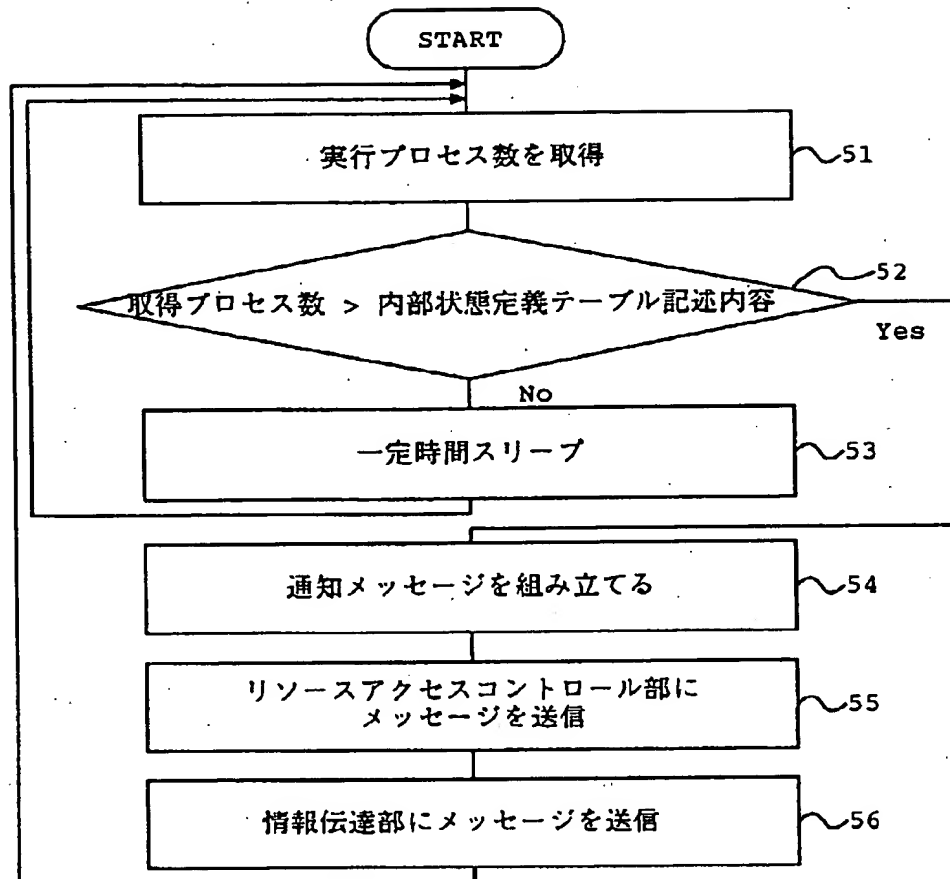 START
実行プロセス数を取得
51
取得プロセス数 > 内部状態定義テーブル記述内容
52
Yes
No
一定時間スリープ
53
通知メッセージを組み立てる
54
リソースアクセスコントロール部に
メッセージを送信
55
情報伝達部にメッセージを送信
56